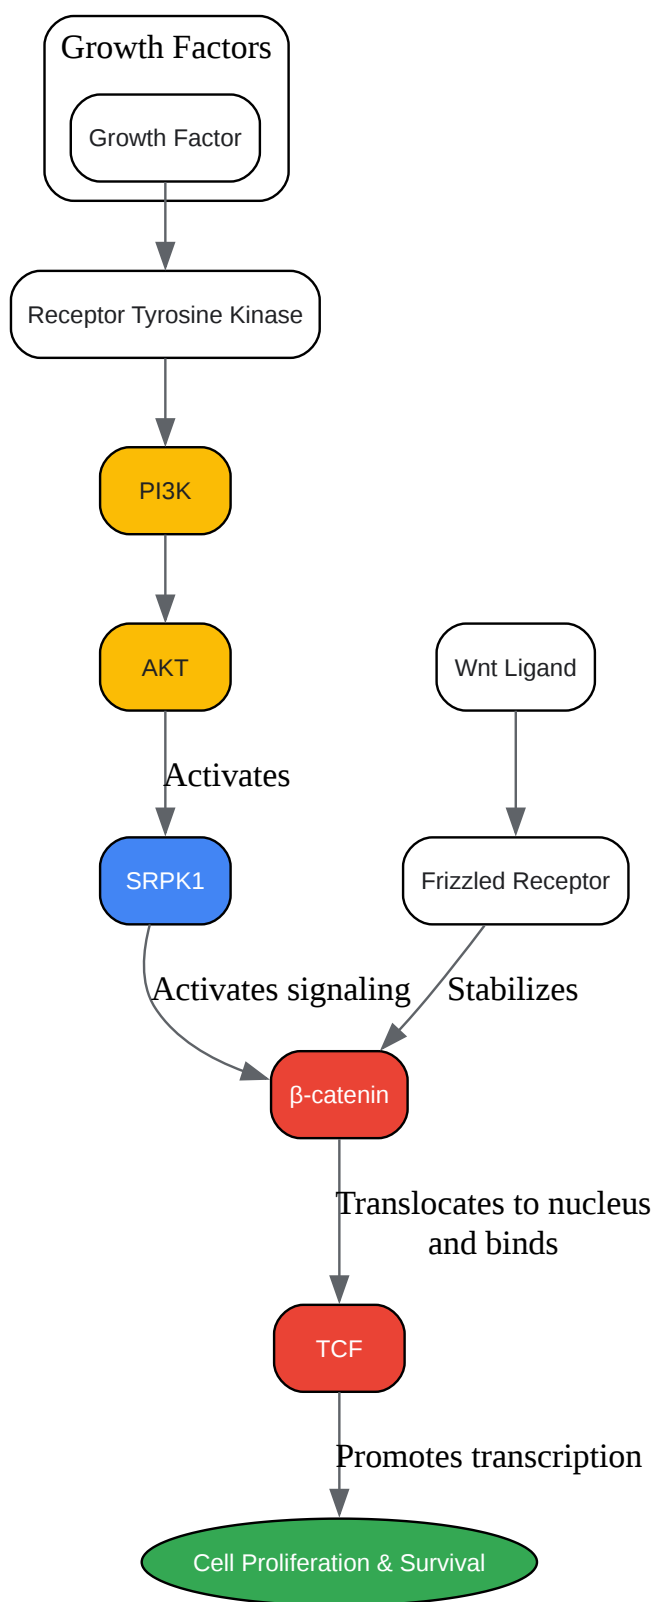 Growth Factors
Growth Factor
Receptor Tyrosine Kinase
PI3K
AKT
Wnt Ligand
Activates
SRPK1
Frizzled Receptor
Activates signaling
Stabilizes
β-catenin
Translocates to nucleus
and binds
TCF
Promotes transcription
Cell Proliferation & Survival